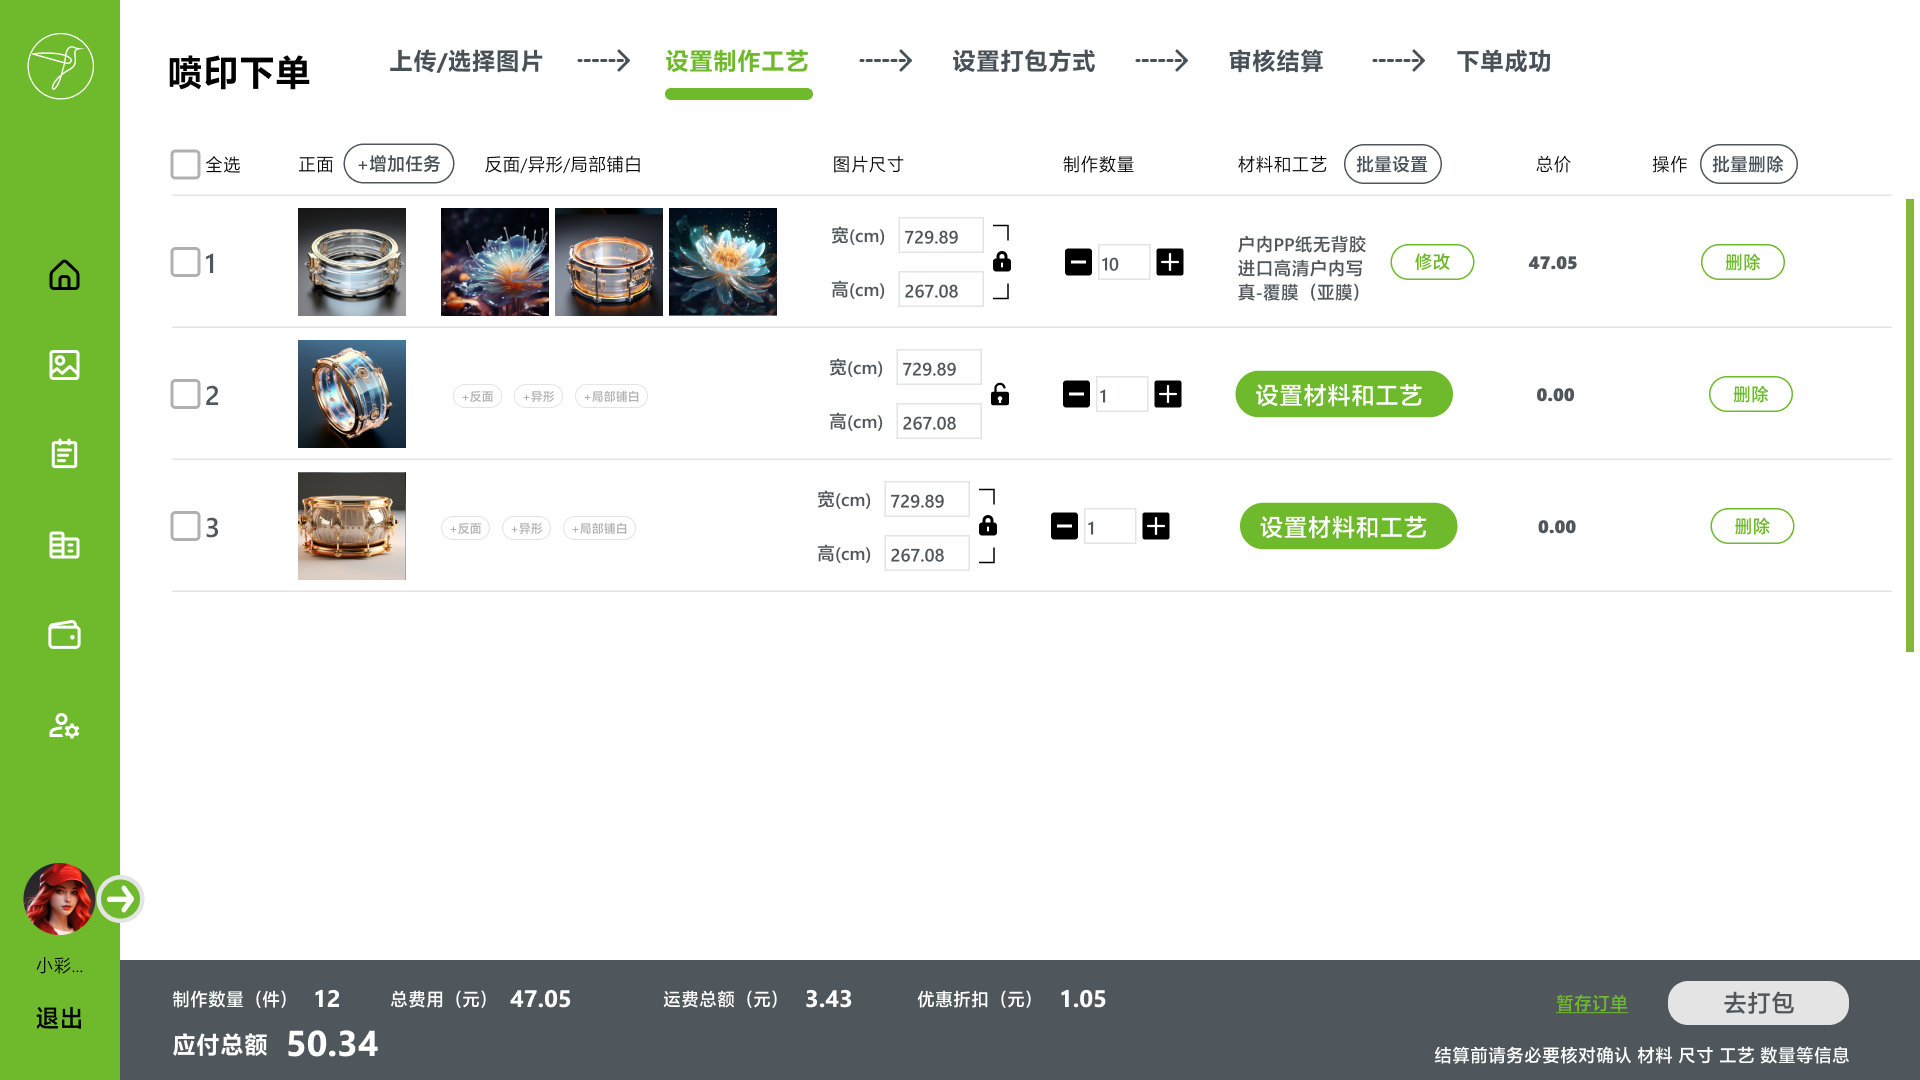 喷印下单
上传/选择图片
设置制作工艺
设置打包方式
审核结算
下单成功
全选
正面
+增加任务
反面/异形/局部铺白
图片尺寸
制作数量
材料和工艺
批量设置
总价
操作
批量删除
1
宽(cm)
729.89
高(cm)
267.08
10
户内PP纸无背胶
进口高清户内写
真-覆膜（亚膜）
修改
47.05
删除
2
+反面
+异形
+局部铺白
宽(cm)
729.89
高(cm)
267.08
1
设置材料和工艺
0.00
删除
3
+反面
+异形
+局部铺白
宽(cm)
729.89
高(cm)
267.08
1
设置材料和工艺
0.00
删除
小彩...
退出
制作数量（件） 12
总费用（元） 47.05
运费总额（元） 3.43
优惠折扣（元） 1.05
应付总额 50.34
暂存订单
去打包
结算前请务必要核对确认 材料 尺寸 工艺 数量等信息